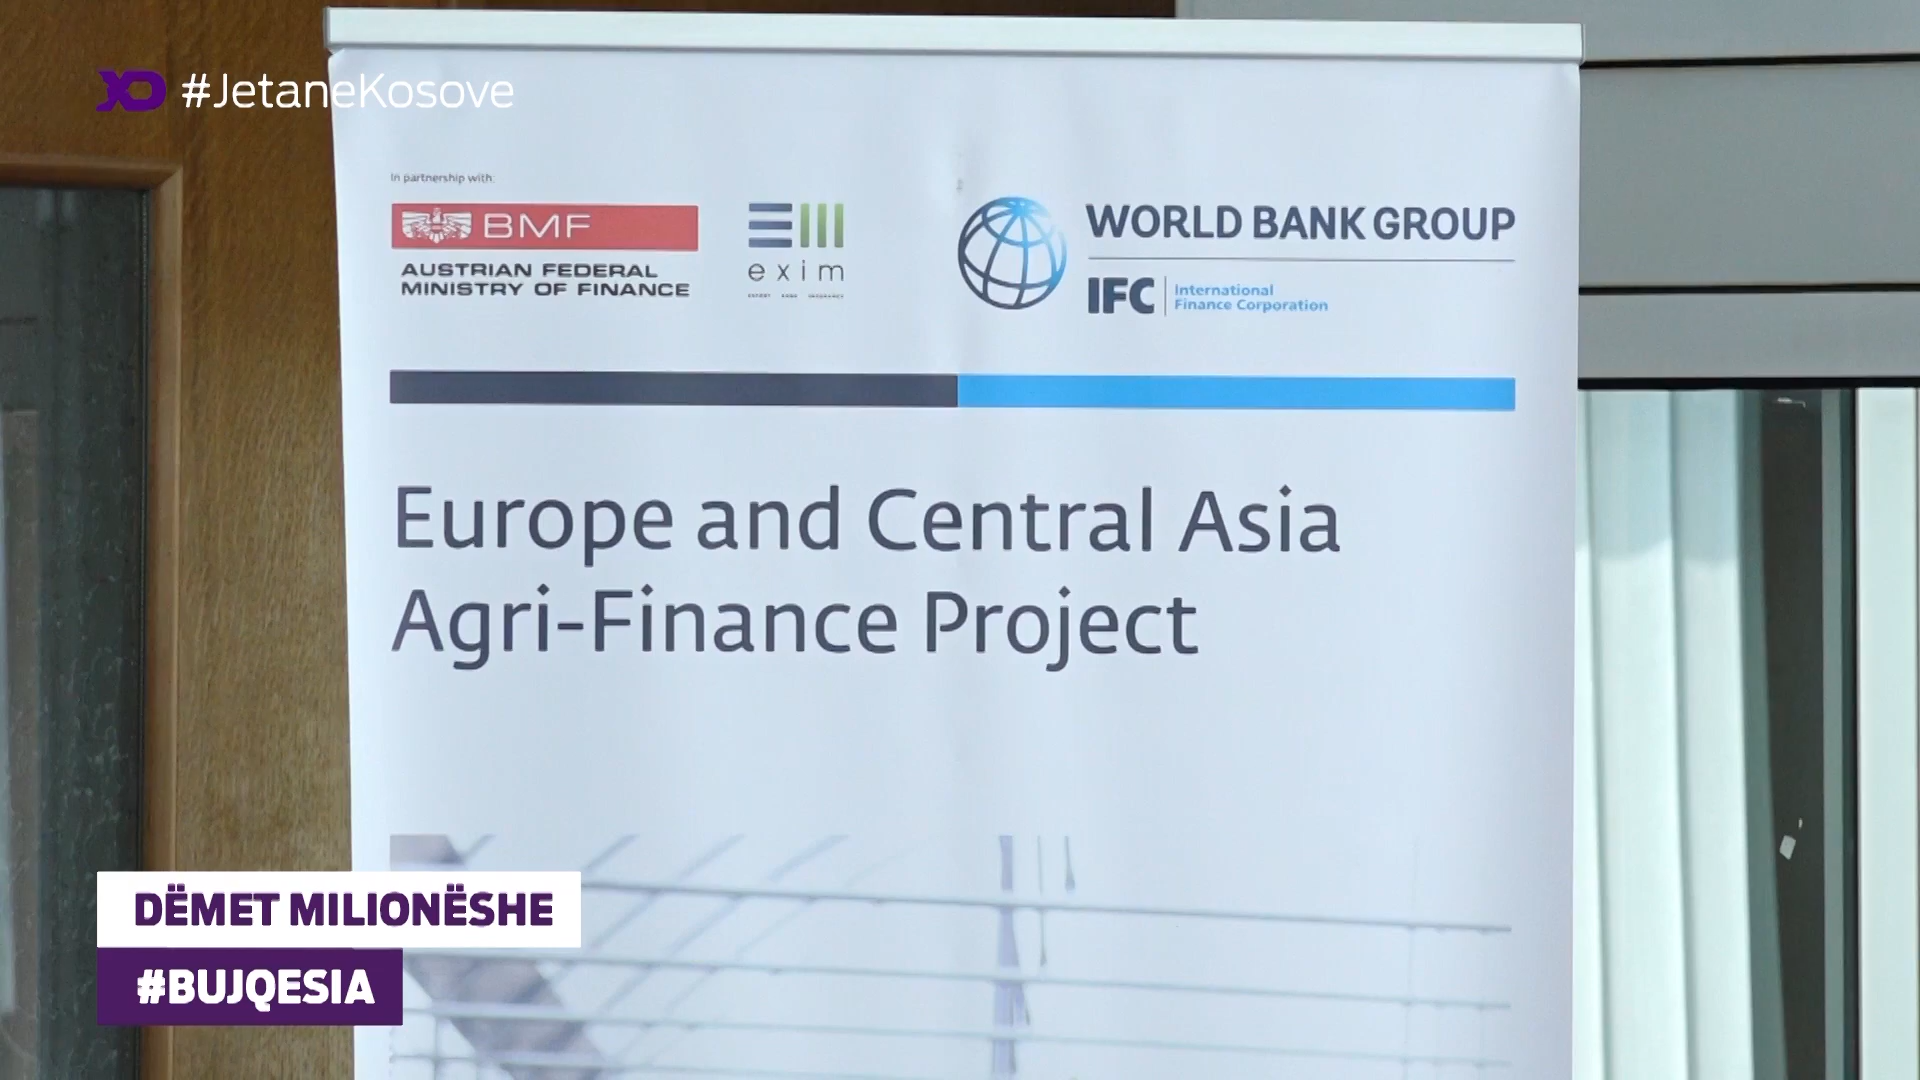 #JetaneKosove
In partnership with:
BMF
AUSTRIAN FEDERAL
MINISTRY OF FINANCE
exim
WORLD BANK GROUP
IFC
International
Finance Corporation
Europe and Central Asia
Agri-Finance Project
DËMET MILIONËSHE
#BUJQESIA